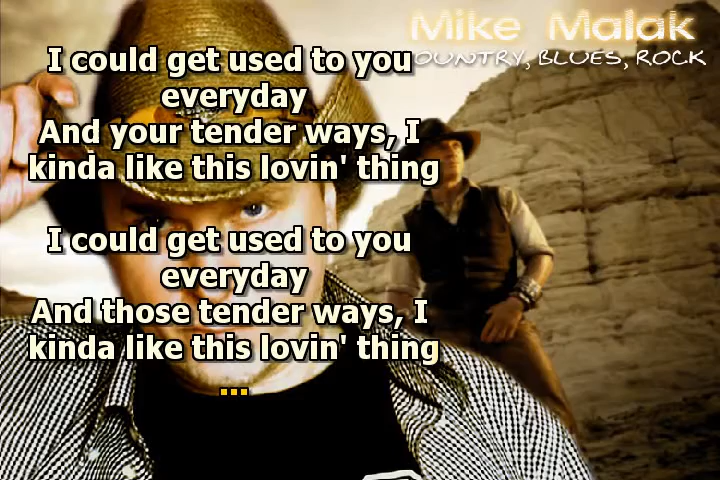 Mike Malak
COUNTRY, BLUES, ROCK
I could get used to you
everyday
And your tender ways, I
kinda like this lovin' thing
I could get used to you
everyday
And those tender ways, I
kinda like this lovin' thing
...